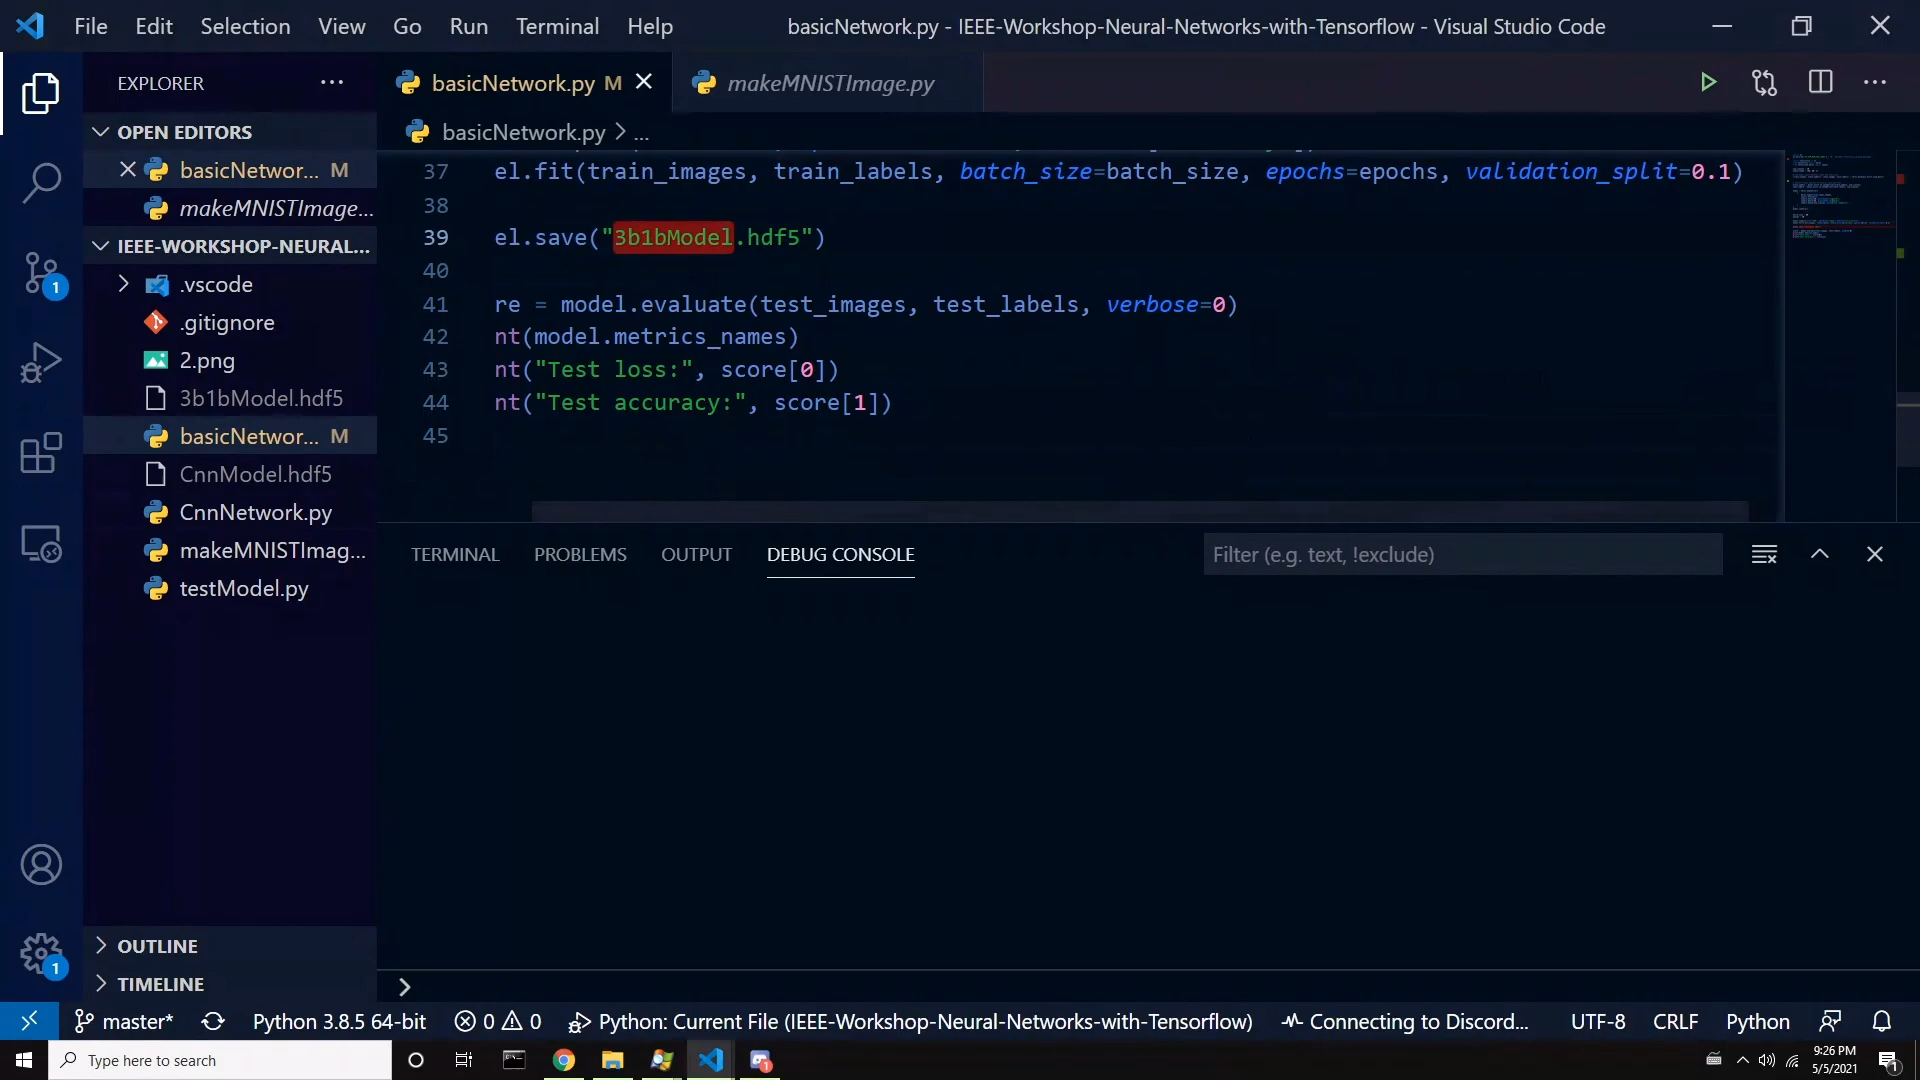 File Edit Selection View Go Run Terminal Help
basicNetwork.py - IEEE-Workshop-Neural-Networks-with-Tensorflow - Visual Studio Code
EXPLORER
basicNetwork.py M
makeMNISTImage.py
OPEN EDITORS
basicNetwor... M
makeMNISTImage...
IEEE-WORKSHOP-NEURAL...
.vscode
.gitignore
2.png
3b1bModel.hdf5
basicNetwor... M
CnnModel.hdf5
CnnNetwork.py
makeMNISTImag...
testModel.py
OUTLINE
TIMELINE
1
1
basicNetwork.py > ...
37 el.fit(train_images, train_labels, batch_size=batch_size, epochs=epochs, validation_split=0.1)
38
39 el.save("3b1bModel.hdf5")
40
41 re = model.evaluate(test_images, test_labels, verbose=0)
42 nt(model.metrics_names)
43 nt("Test loss:", score[0])
44 nt("Test accuracy:", score[1])
45
TERMINAL PROBLEMS OUTPUT DEBUG CONSOLE
Filter (e.g. text, !exclude)
master* Python 3.8.5 64-bit 0 0 Python: Current File (IEEE-Workshop-Neural-Networks-with-Tensorflow) Connecting to Discord... UTF-8 CRLF Python
Type here to search
9:26 PM
5/5/2021
1
1